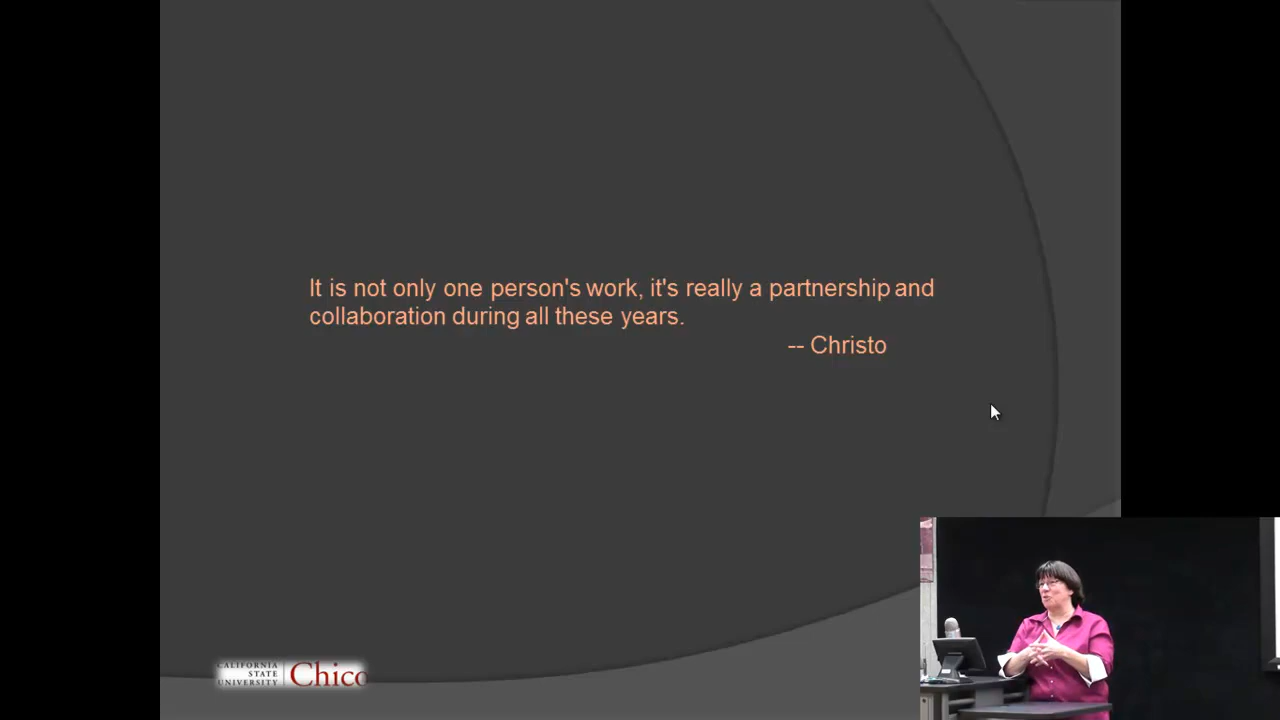 It is not only one person's work, it's really a partnership and
collaboration during all these years.
-- Christo
CALIFORNIA
STATE
UNIVERSITY
Chico